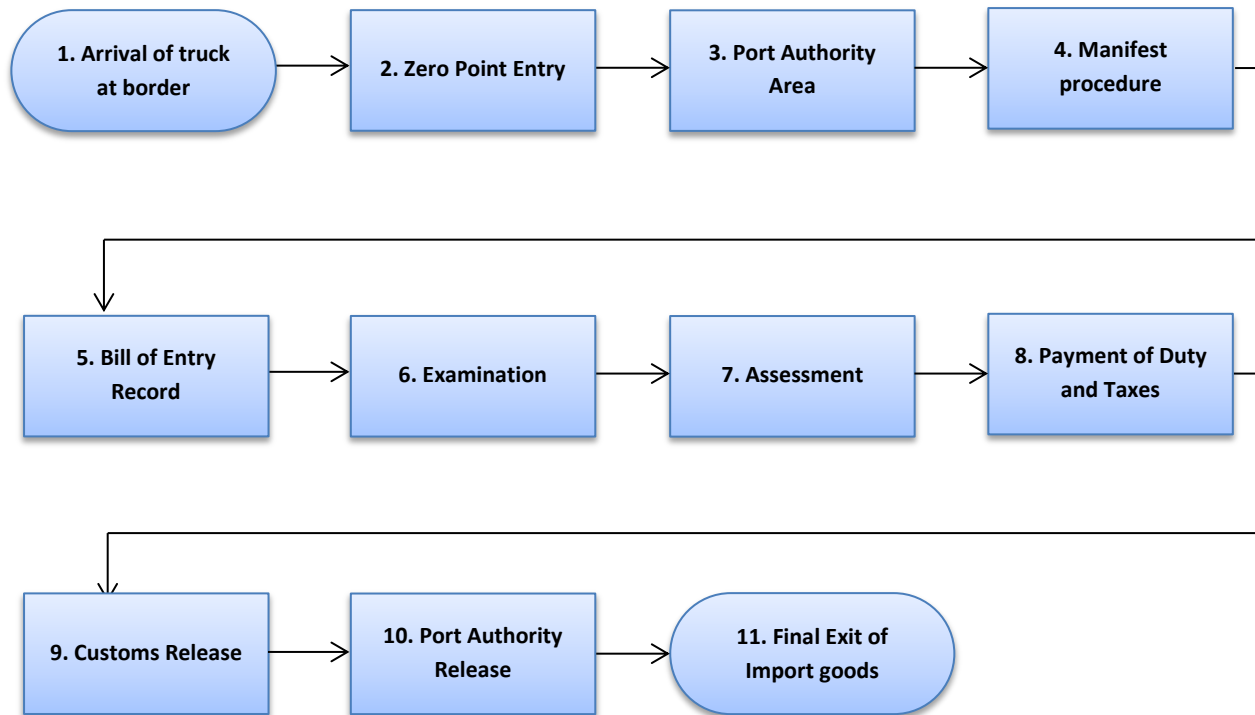 1. Arrival of truck
at border
2. Zero Point Entry
3. Port Authority
Area
4. Manifest
procedure
5. Bill of Entry
Record
6. Examination
7. Assessment
8. Payment of Duty
and Taxes
9. Customs Release
10. Port Authority
Release
11. Final Exit of
Import goods